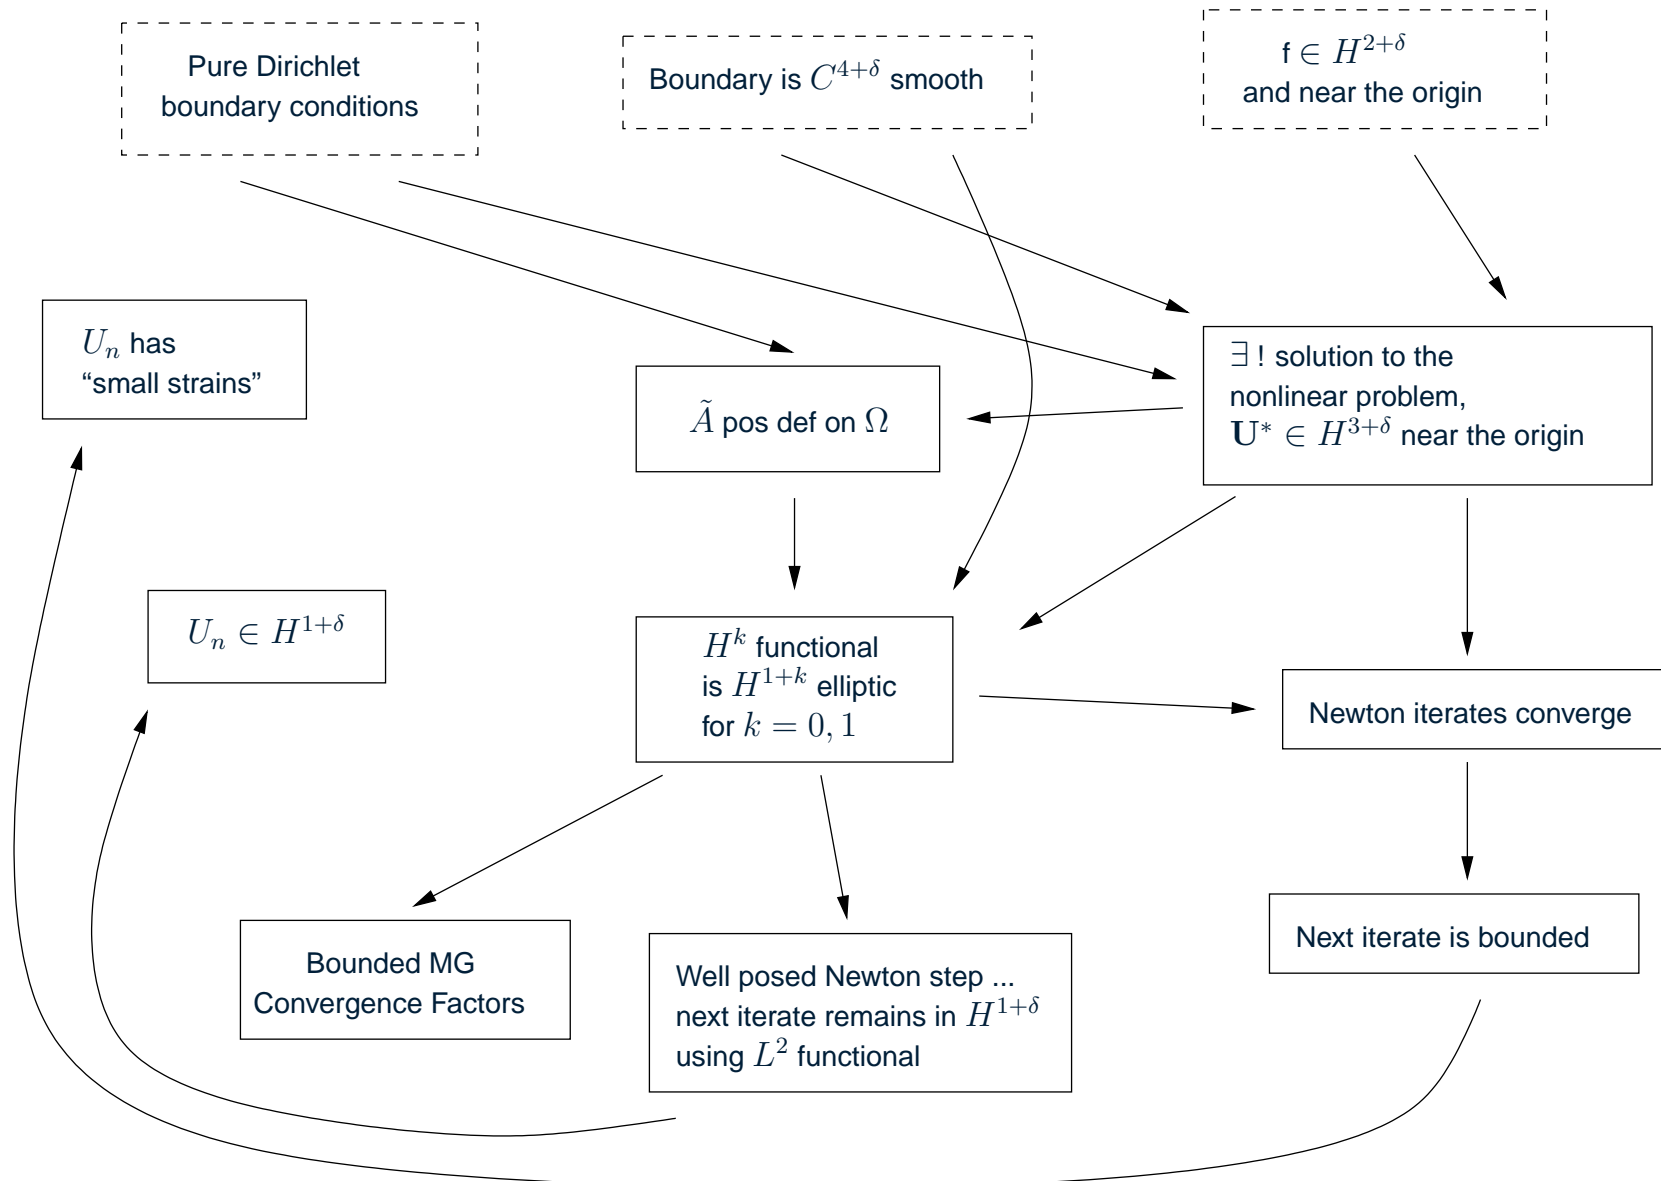 Pure Dirichlet
boundary conditions
Boundary is $C^{4+\delta}$ smooth
f $\in H^{2+\delta}$
and near the origin
$U_n$ has
“small strains”
$\tilde{A}$ pos def on $\Omega$
$\exists$ ! solution to the
nonlinear problem,
$\mathbf{U}^* \in H^{3+\delta}$ near the origin
$U_n \in H^{1+\delta}$
$H^k$ functional
is $H^{1+k}$ elliptic
for $k = 0, 1$
Newton iterates converge
Bounded MG
Convergence Factors
Well posed Newton step ...
next iterate remains in $H^{1+\delta}$
using $L^2$ functional
Next iterate is bounded